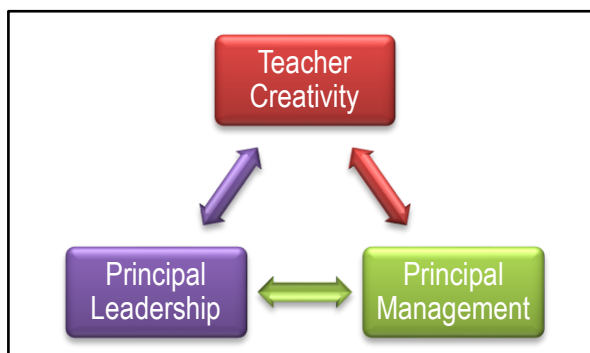 Teacher
Creativity
Principal
Leadership
Principal
Management